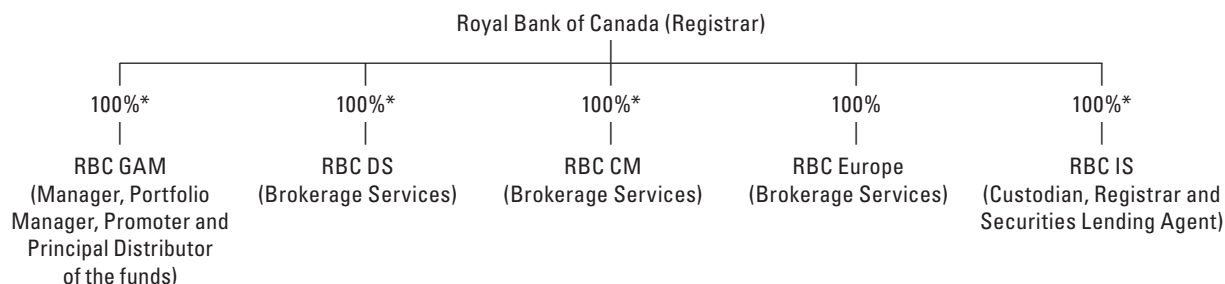 Royal Bank of Canada (Registrar)
100%* 100%* 100%* 100% 100%*
RBC GAM
(Manager, Portfolio
Manager, Promoter and
Principal Distributor
of the funds)
RBC DS
(Brokerage Services)
RBC CM
(Brokerage Services)
RBC Europe
(Brokerage Services)
RBC IS
(Custodian, Registrar and
Securities Lending Agent)